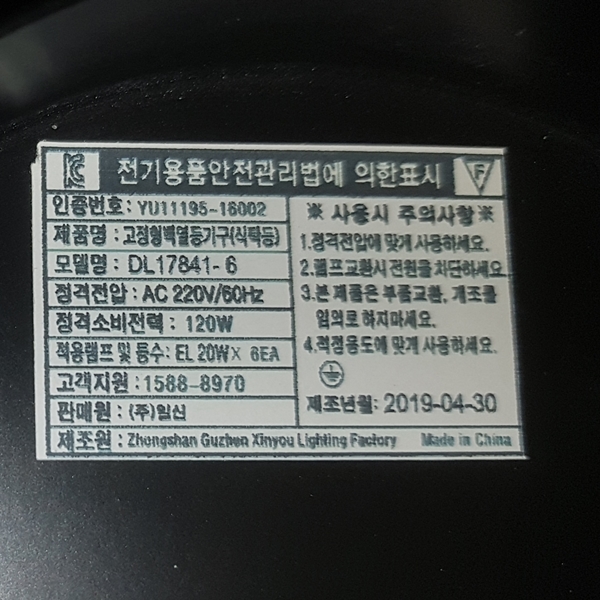 전기용품안전관리법에 의한표시
인증번호 : YU11195-16002
제품명 : 고정형백열등기구(식탁등)
모델명 : DL17841-6
정격전압 : AC 220V/60Hz
정격소비전력 : 120W
적용램프 및 등수 : EL 20W× 6EA
고객지원 : 1588-8970
판매원 : (주)일신
※ 사용시 주의사항 ※
1.정격전압에 맞게 사용하세요.
2.램프교환시 전원을 차단하세요.
3.본 제품은 부품교환, 개조를
임의로 하지마세요.
4.적정용도에 맞게 사용하세요.
제조년월: 2019-04-30
제조원 : Zhongshan Guzhen Xinyou Lighting Factory Made in China